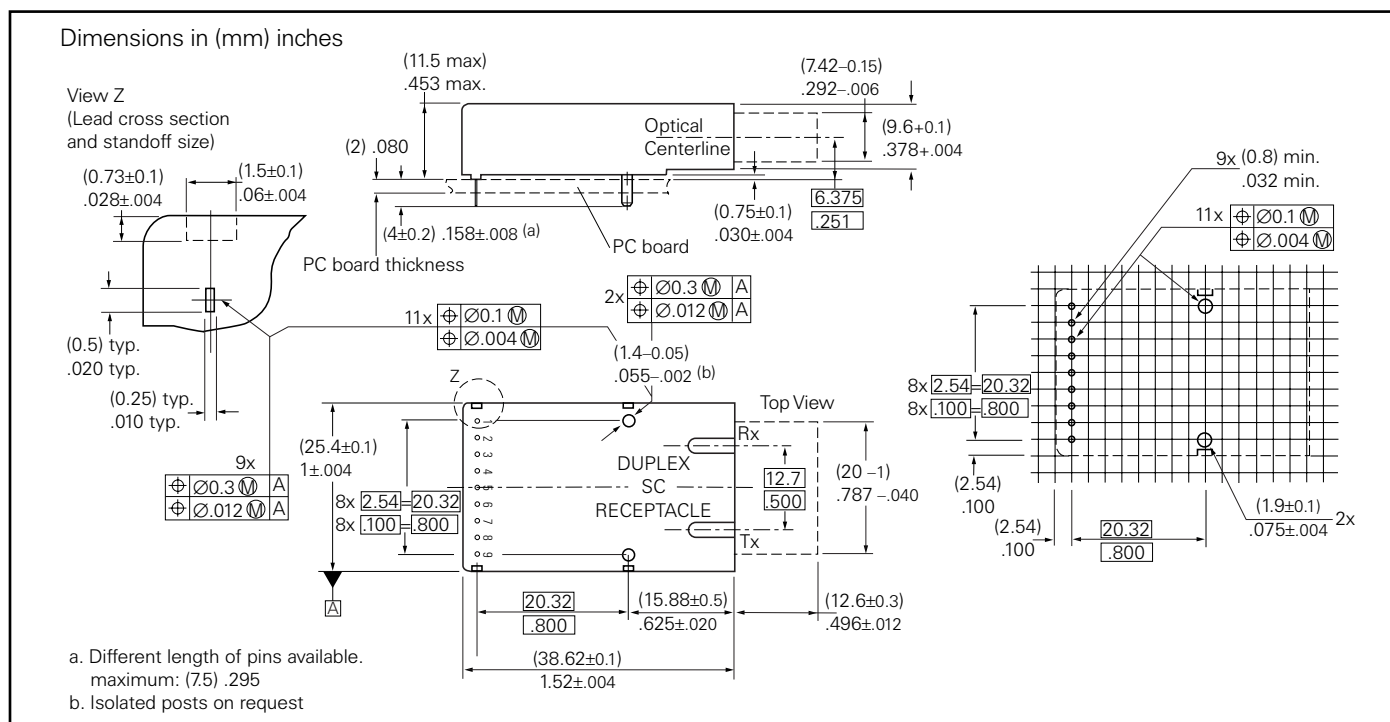 Dimensions in (mm) inches
View Z
(Lead cross section
and standoff size)
(0.73±0.1)
.028±.004
(1.5±0.1)
.06±.004
(0.5) typ.
.020 typ.
(0.25) typ.
.010 typ.
9x
⌖ Ø0.3 Ⓜ A
⌖ Ø.012 Ⓜ A
(11.5 max)
.453 max.
(2) .080
PC board thickness
(4±0.2) .158±.008 (a)
PC board
Optical
Centerline
(7.42–0.15)
.292–.006
(9.6+0.1)
.378+.004
6.375
.251
(0.75±0.1)
.030±.004
11x
⌖ Ø0.1 Ⓜ
⌖ Ø.004 Ⓜ
2x
⌖ Ø0.3 Ⓜ A
⌖ Ø.012 Ⓜ A
(1.4–0.05)
.055–.002 (b)
Z
Top View
(25.4±0.1)
1±.004
8x 2.54=20.32
8x .100=.800
1
2
3
4
5
6
7
8
9
Rx
DUPLEX
SC
RECEPTACLE
Tx
12.7
.500
(20 –1)
.787 –.040
A
20.32
.800
(15.88±0.5)
.625±.020
(12.6±0.3)
.496±.012
(38.62±0.1)
1.52±.004
9x (0.8) min.
.032 min.
11x
⌖ Ø0.1 Ⓜ
⌖ Ø.004 Ⓜ
8x 2.54=20.32
8x .100=.800
(2.54)
.100
(2.54)
.100
20.32
.800
(1.9±0.1)
.075±.004
2x
a. Different length of pins available.
maximum: (7.5) .295
b. Isolated posts on request